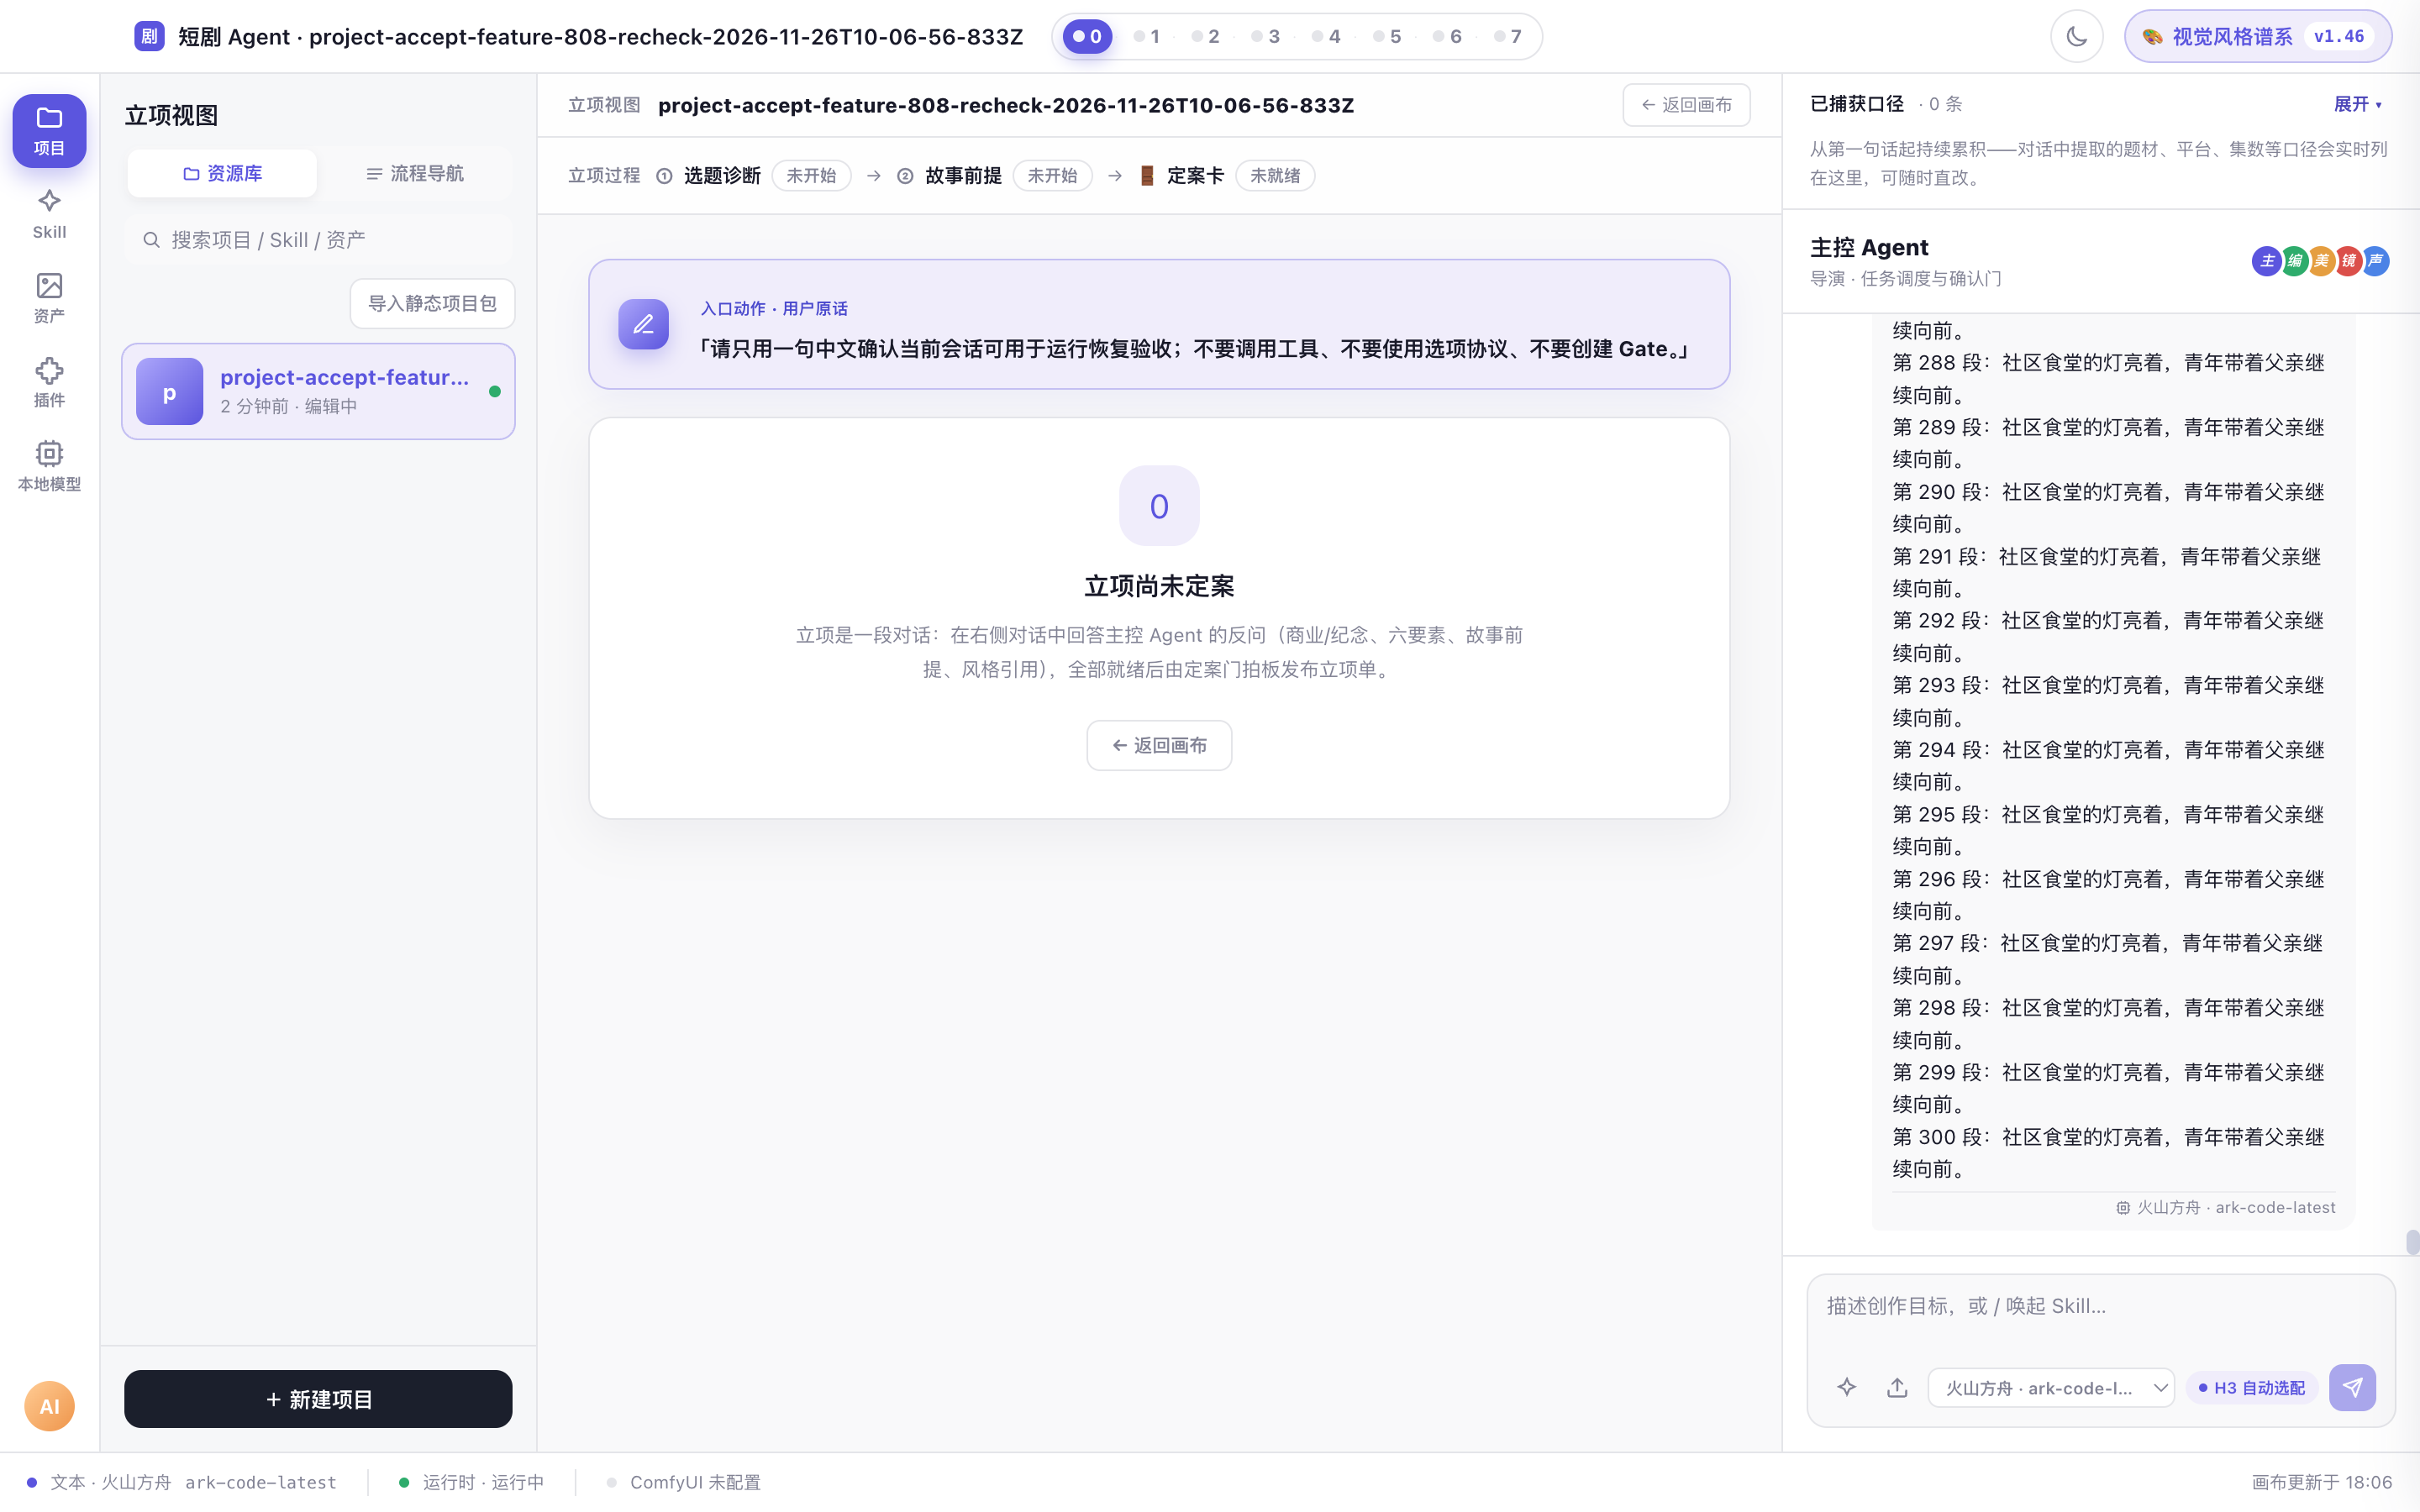 剧 短剧 Agent · project-accept-feature-808-recheck-2026-11-26T10-06-56-833Z
0 · 1 · 2 · 3 · 4 · 5 · 6 · 7
视觉风格谱系 v1.46
项目
Skill
资产
插件
本地模型
AI
立项视图
资源库
流程导航
搜索项目 / Skill / 资产
导入静态项目包
p
project-accept-featur...
2 分钟前 · 编辑中
+ 新建项目
立项视图 project-accept-feature-808-recheck-2026-11-26T10-06-56-833Z
← 返回画布
立项过程 ① 选题诊断 未开始 → ② 故事前提 未开始 → 定案卡 未就绪
入口动作 · 用户原话
「请只用一句中文确认当前会话可用于运行恢复验收；不要调用工具、不要使用选项协议、不要创建 Gate。」
0
立项尚未定案
立项是一段对话：在右侧对话中回答主控 Agent 的反问（商业/纪念、六要素、故事前
提、风格引用），全部就绪后由定案门拍板发布立项单。
← 返回画布
已捕获口径 · 0 条
展开 ▾
从第一句话起持续累积——对话中提取的题材、平台、集数等口径会实时列
在这里，可随时直改。
主控 Agent
导演 · 任务调度与确认门
主 编 美 镜 声
续向前。
第 288 段：社区食堂的灯亮着，青年带着父亲继
续向前。
第 289 段：社区食堂的灯亮着，青年带着父亲继
续向前。
第 290 段：社区食堂的灯亮着，青年带着父亲继
续向前。
第 291 段：社区食堂的灯亮着，青年带着父亲继
续向前。
第 292 段：社区食堂的灯亮着，青年带着父亲继
续向前。
第 293 段：社区食堂的灯亮着，青年带着父亲继
续向前。
第 294 段：社区食堂的灯亮着，青年带着父亲继
续向前。
第 295 段：社区食堂的灯亮着，青年带着父亲继
续向前。
第 296 段：社区食堂的灯亮着，青年带着父亲继
续向前。
第 297 段：社区食堂的灯亮着，青年带着父亲继
续向前。
第 298 段：社区食堂的灯亮着，青年带着父亲继
续向前。
第 299 段：社区食堂的灯亮着，青年带着父亲继
续向前。
第 300 段：社区食堂的灯亮着，青年带着父亲继
续向前。
火山方舟 · ark-code-latest
描述创作目标，或 / 唤起 Skill...
火山方舟 · ark-code-l...
H3 自动选配
文本 · 火山方舟 ark-code-latest
运行时 · 运行中
ComfyUI 未配置
画布更新于 18:06